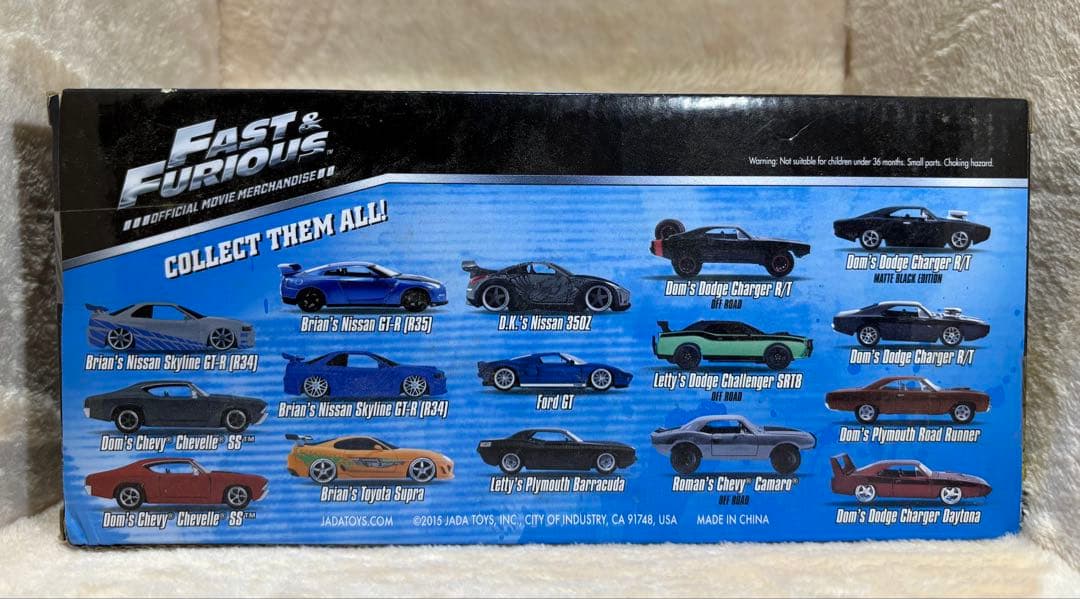 FAST &
FURIOUS™
OFFICIAL MOVIE MERCHANDISE
Warning: Not suitable for children under 36 months. Small parts. Choking hazard.
COLLECT THEM ALL!
Brian's Nissan Skyline GT-R (R34)
Dom's Chevy® Chevelle® SS™
Dom's Chevy® Chevelle® SS™
Brian's Nissan GT-R (R35)
Brian's Nissan Skyline GT-R (R34)
Brian's Toyota Supra
D.K.'s Nissan 350Z
Ford GT
Letty's Plymouth Barracuda
Dom's Dodge Charger R/T
OFF ROAD
Letty's Dodge Challenger SRT8
OFF ROAD
Roman's Chevy® Camaro®
OFF ROAD
Dom's Dodge Charger R/T
MATTE BLACK EDITION
Dom's Dodge Charger R/T
Dom's Plymouth Road Runner
Dom's Dodge Charger Daytona
JADATOYS.COM ©2015 JADA TOYS, INC., CITY OF INDUSTRY, CA 91748, USA MADE IN CHINA